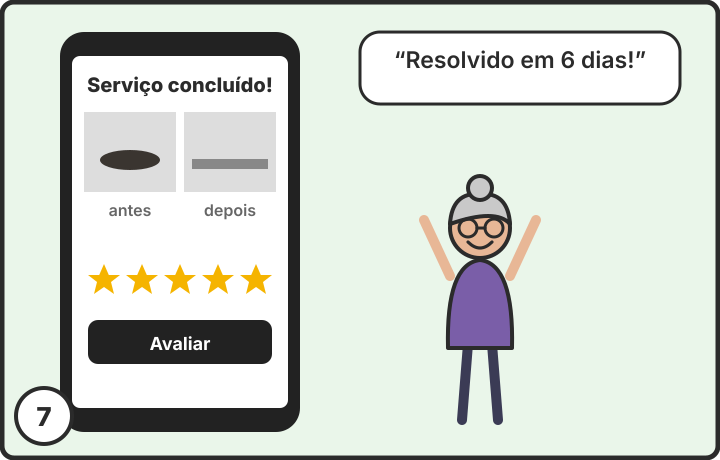 Serviço concluído!
antes
depois
Avaliar
“Resolvido em 6 dias!”
7